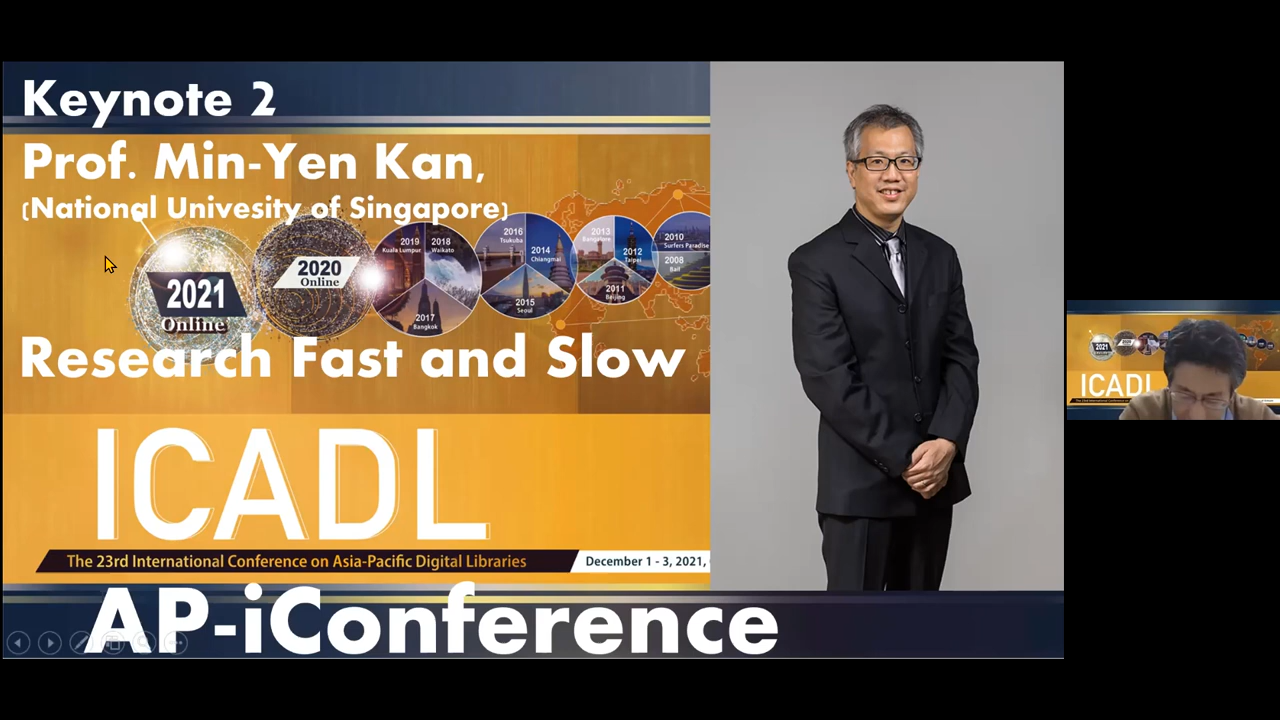 Keynote 2
Prof. Min-Yen Kan,
(National Univesity of Singapore)
2021
Online
2020
Online
2019
Kuala Lumpur
2018
Waikato
2017
Bangkok
2016
Tsukuba
2014
Chiangmai
2015
Seoul
2013
Bangalore
2012
Taipei
2011
Beijing
2010
Surfers Paradise
2008
Bali
Research Fast and Slow
ICADL
The 23rd International Conference on Asia-Pacific Digital Libraries
December 1 - 3, 2021,
AP-iConference
2021
ICADL